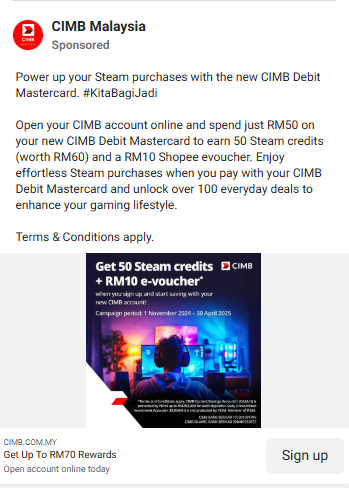 CIMB Malaysia
Sponsored
Power up your Steam purchases with the new CIMB Debit
Mastercard. #KitaBagiJadi
Open your CIMB account online and spend just RM50 on
your new CIMB Debit Mastercard to earn 50 Steam credits
(worth RM60) and a RM10 Shopee evoucher. Enjoy
effortless Steam purchases when you pay with your CIMB
Debit Mastercard and unlock over 100 everyday deals to
enhance your gaming lifestyle.
Terms & Conditions apply.
Get 50 Steam credits
CIMB
+ RM10 e-voucher*
when you sign up and start saving with your
new CIMB account!
Campaign period: 1 November 2024 – 30 April 2025
CIMB.COM.MY
Get Up To RM70 Rewards
Open account online today
Sign up